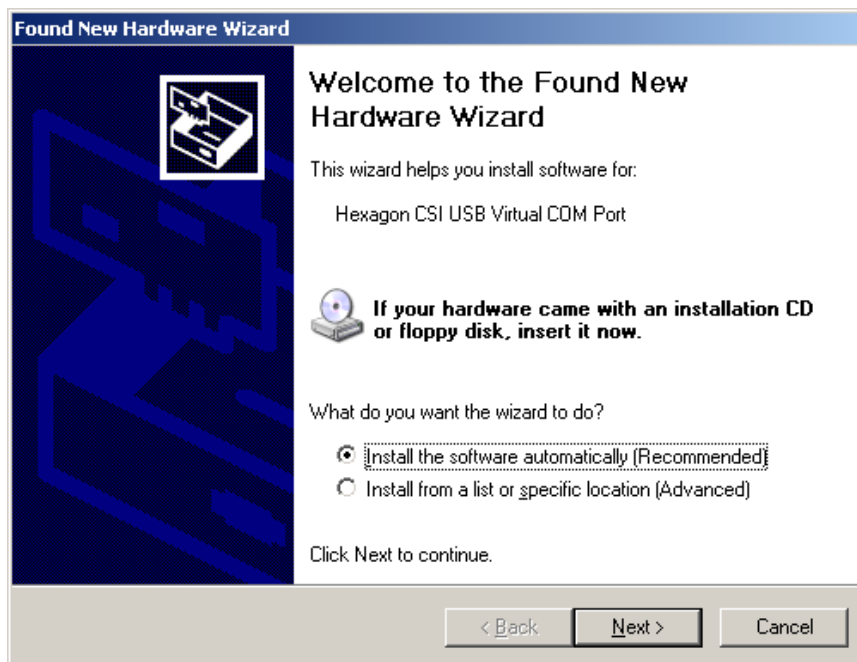 Found New Hardware Wizard
Welcome to the Found New
Hardware Wizard
This wizard helps you install software for:
Hexagon CSI USB Virtual COM Port
If your hardware came with an installation CD
or floppy disk, insert it now.
What do you want the wizard to do?
Install the software automatically (Recommended)
Install from a list or specific location (Advanced)
Click Next to continue.
< Back Next > Cancel